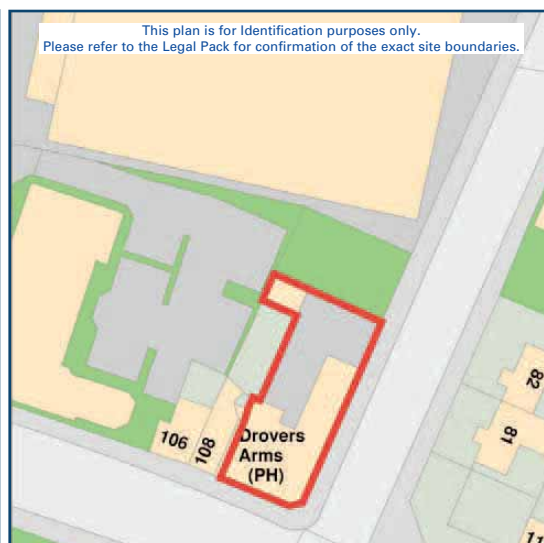 This plan is for Identification purposes only.
Please refer to the Legal Pack for confirmation of the exact site boundaries.
82
81
Drovers
Arms
(PH)
106
108
11